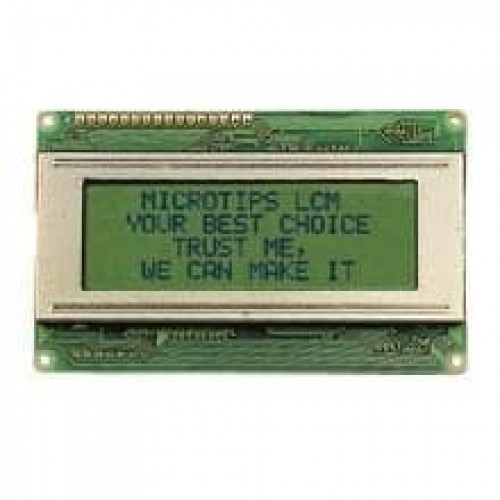 MICROTIPS LCM
YOUR BEST CHOICE
TRUST ME,
WE CAN MAKE IT